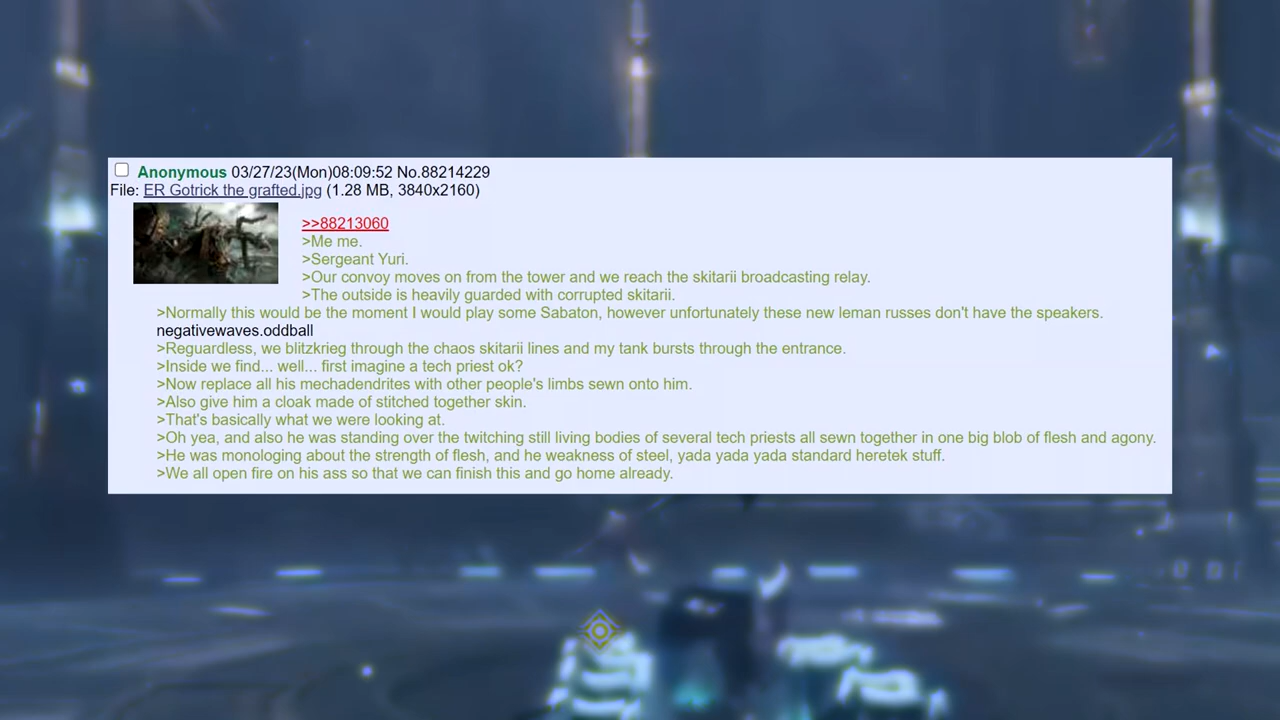 Anonymous 03/27/23(Mon)08:09:52 No.88214229
File: ER Gotrick the grafted.jpg (1.28 MB, 3840x2160)
>>88213060
>Me me.
>Sergeant Yuri.
>Our convoy moves on from the tower and we reach the skitarii broadcasting relay.
>The outside is heavily guarded with corrupted skitarii.
>Normally this would be the moment I would play some Sabaton, however unfortunately these new leman russes don't have the speakers.
negativewaves.oddball
>Reguardless, we blitzkrieg through the chaos skitarii lines and my tank bursts through the entrance.
>Inside we find... well... first imagine a tech priest ok?
>Now replace all his mechadendrites with other people's limbs sewn onto him.
>Also give him a cloak made of stitched together skin.
>That's basically what we were looking at.
>Oh yea, and also he was standing over the twitching still living bodies of several tech priests all sewn together in one big blob of flesh and agony.
>He was monologing about the strength of flesh, and he weakness of steel, yada yada yada standard heretek stuff.
>We all open fire on his ass so that we can finish this and go home already.